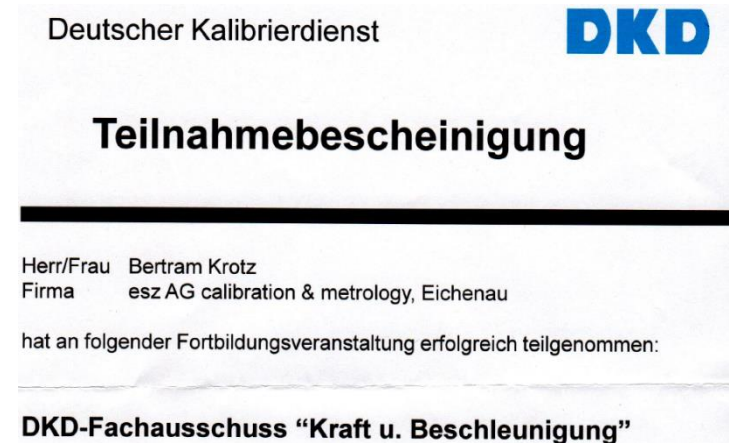 Deutscher Kalibrierdienst DKD
Teilnahmebescheinigung
Herr/Frau Bertram Krotz
Firma esz AG calibration & metrology, Eichenau
hat an folgender Fortbildungsveranstaltung erfolgreich teilgenommen:
DKD-Fachausschuss “Kraft u. Beschleunigung”